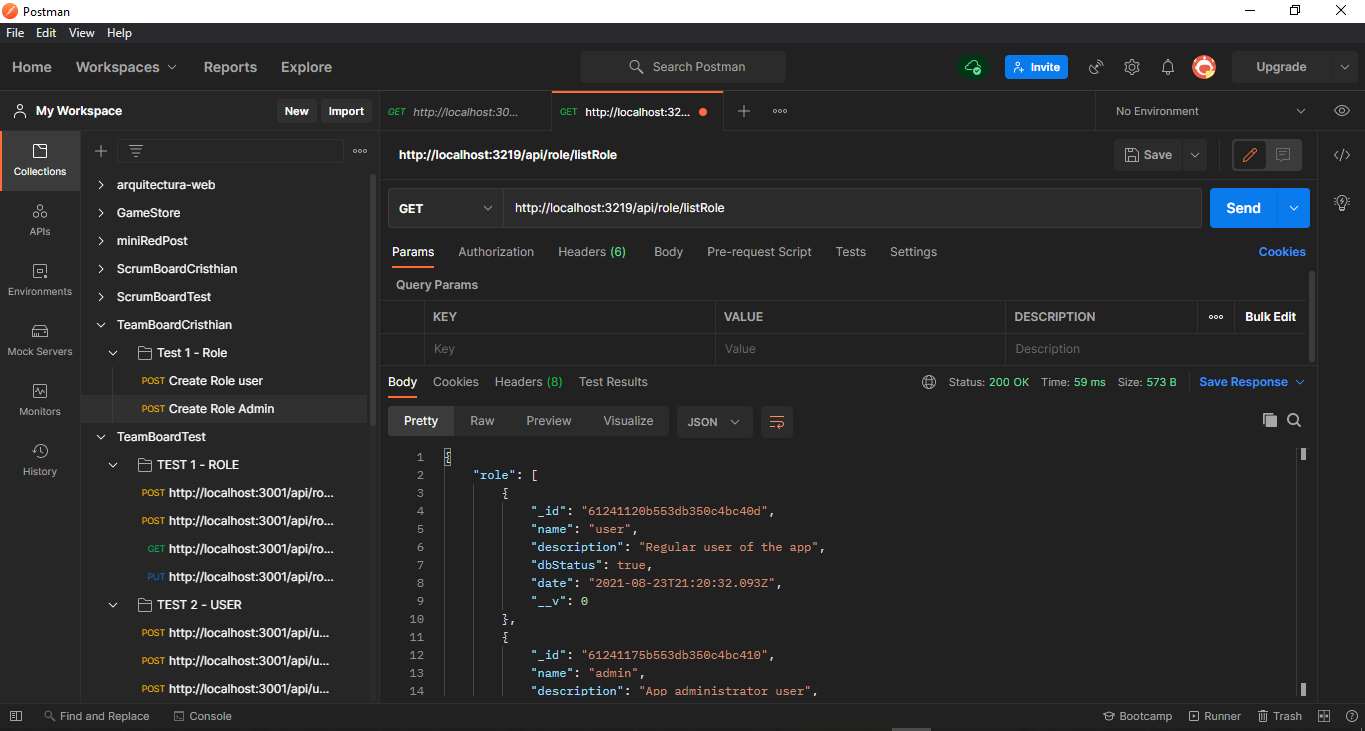 Postman
File Edit View Help
Home Workspaces Reports Explore Search Postman Invite Upgrade
My Workspace New Import
GET http://localhost:30... GET http://localhost:32... No Environment
Collections
APIs
Environments
Mock Servers
Monitors
History
arquitectura-web
GameStore
miniRedPost
ScrumBoardCristhian
ScrumBoardTest
TeamBoardCristhian
Test 1 - Role
POST Create Role user
POST Create Role Admin
TeamBoardTest
TEST 1 - ROLE
POST http://localhost:3001/api/ro...
POST http://localhost:3001/api/ro...
GET http://localhost:3001/api/ro...
PUT http://localhost:3001/api/ro...
TEST 2 - USER
POST http://localhost:3001/api/u...
POST http://localhost:3001/api/u...
POST http://localhost:3001/api/u...
http://localhost:3219/api/role/listRole Save
GET http://localhost:3219/api/role/listRole Send
Params Authorization Headers (6) Body Pre-request Script Tests Settings Cookies
Query Params
KEY VALUE DESCRIPTION Bulk Edit
Key Value Description
Body Cookies Headers (8) Test Results Status: 200 OK Time: 59 ms Size: 573 B Save Response
Pretty Raw Preview Visualize JSON
1 {
2 "role": [
3 {
4 "_id": "61241120b553db350c4bc40d",
5 "name": "user",
6 "description": "Regular user of the app",
7 "dbStatus": true,
8 "date": "2021-08-23T21:20:32.093Z",
9 "__v": 0
10 },
11 {
12 "_id": "61241175b553db350c4bc410",
13 "name": "admin",
14 "description": "App administrator user",
Find and Replace Console Bootcamp Runner Trash